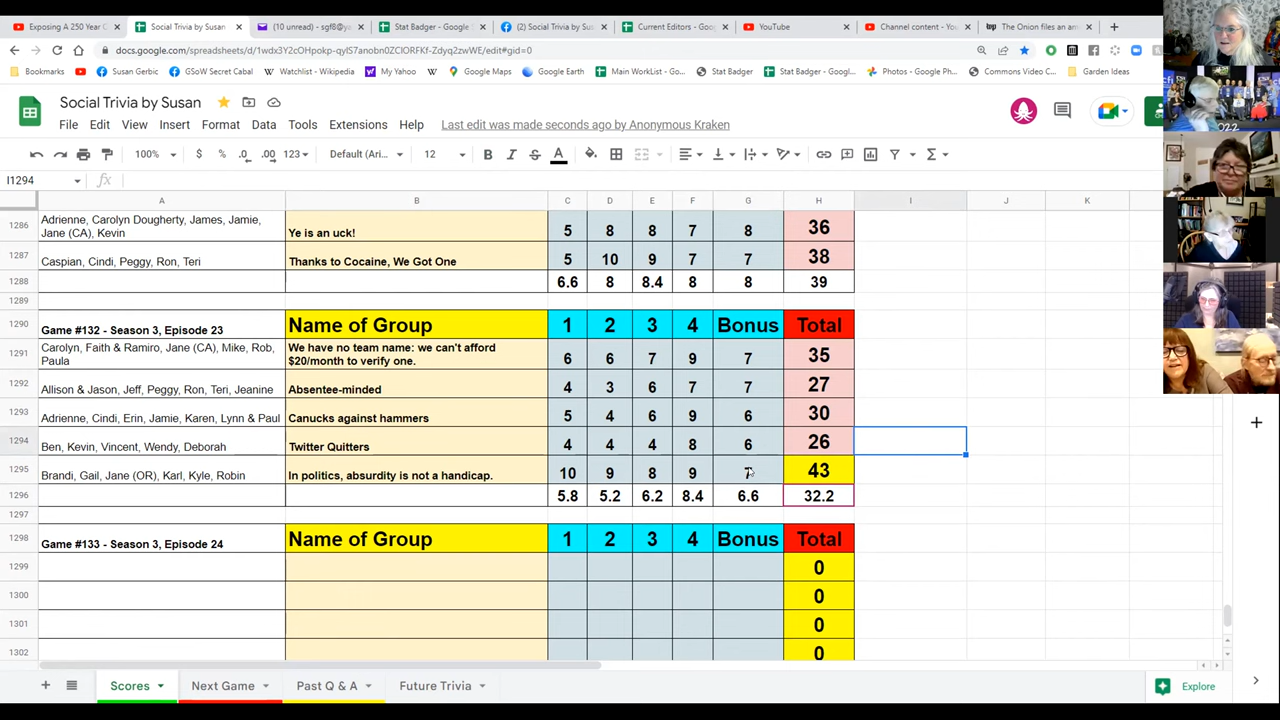 Exposing A 250 Year C
Social Trivia by Susan
(10 unread) - sgf8@ye
Stat Badger - Google
(2) Social Trivia by Su
Current Editors - Goo
YouTube
Channel content - Yo
The Onion files an am
docs.google.com/spreadsheets/d/1wdx3Y2cOHpokp-qyIS7anobn0ZCIORFKf-Zdyq2zwWE/edit#gid=0
Bookmarks
Susan Gerbic
GSoW Secret Cabal
Watchlist - Wikipedia
My Yahoo
Google Maps
Google Earth
Main WorkList - Go...
Stat Badger
Stat Badger - Googl...
Photos - Google Ph...
Commons Video C...
Garden Ideas
Social Trivia by Susan
File Edit View Insert Format Data Tools Extensions Help Last edit was made seconds ago by Anonymous Kraken
100% $ % .0 .00 123 Default (Ari... 12 B I S A
I1294 fx
A B C D E F G H I J K
1286 Adrienne, Carolyn Dougherty, James, Jamie,
Jane (CA), Kevin Ye is an uck! 5 8 8 7 8 36
1287 Caspian, Cindi, Peggy, Ron, Teri Thanks to Cocaine, We Got One 5 10 9 7 7 38
1288 6.6 8 8.4 8 8 39
1289
1290 Game #132 - Season 3, Episode 23 Name of Group 1 2 3 4 Bonus Total
1291 Carolyn, Faith & Ramiro, Jane (CA), Mike, Rob, We have no team name: we can't afford
Paula $20/month to verify one. 6 6 7 9 7 35
1292 Allison & Jason, Jeff, Peggy, Ron, Teri, Jeanine Absentee-minded 4 3 6 7 7 27
1293 Adrienne, Cindi, Erin, Jamie, Karen, Lynn & Paul Canucks against hammers 5 4 6 9 6 30
1294 Ben, Kevin, Vincent, Wendy, Deborah Twitter Quitters 4 4 4 8 6 26
1295 Brandi, Gail, Jane (OR), Karl, Kyle, Robin In politics, absurdity is not a handicap. 10 9 8 9 7 43
1296 5.8 5.2 6.2 8.4 6.6 32.2
1297
1298 Game #133 - Season 3, Episode 24 Name of Group 1 2 3 4 Bonus Total
1299 0
1300 0
1301 0
1302 0
Scores Next Game Past Q & A Future Trivia Explore
cfi
2022